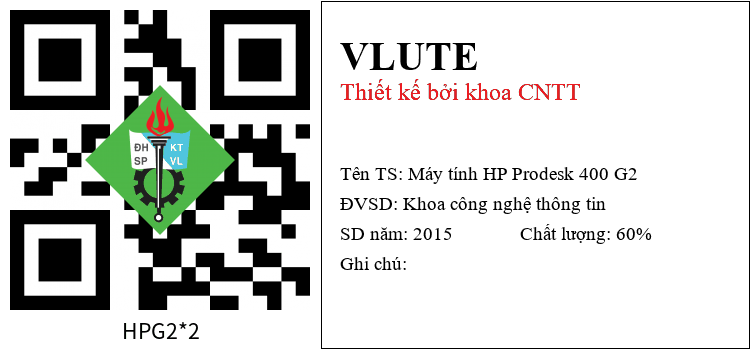 ĐH
KT
SP
VL
HPG2*2
VLUTE
Thiết kế bởi khoa CNTT
Tên TS: Máy tính HP Prodesk 400 G2
ĐVSD: Khoa công nghệ thông tin
SD năm: 2015 Chất lượng: 60%
Ghi chú: